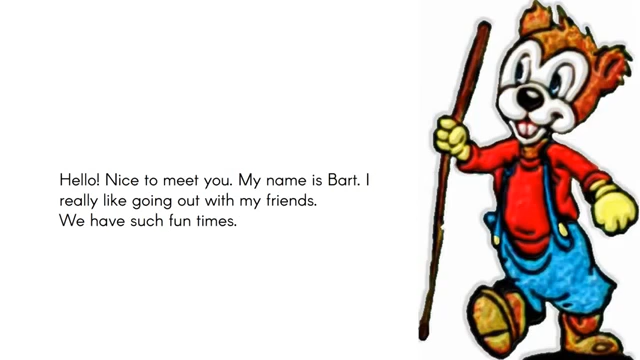 Hello! Nice to meet you. My name is Bart. I
really like going out with my friends.
We have such fun times.